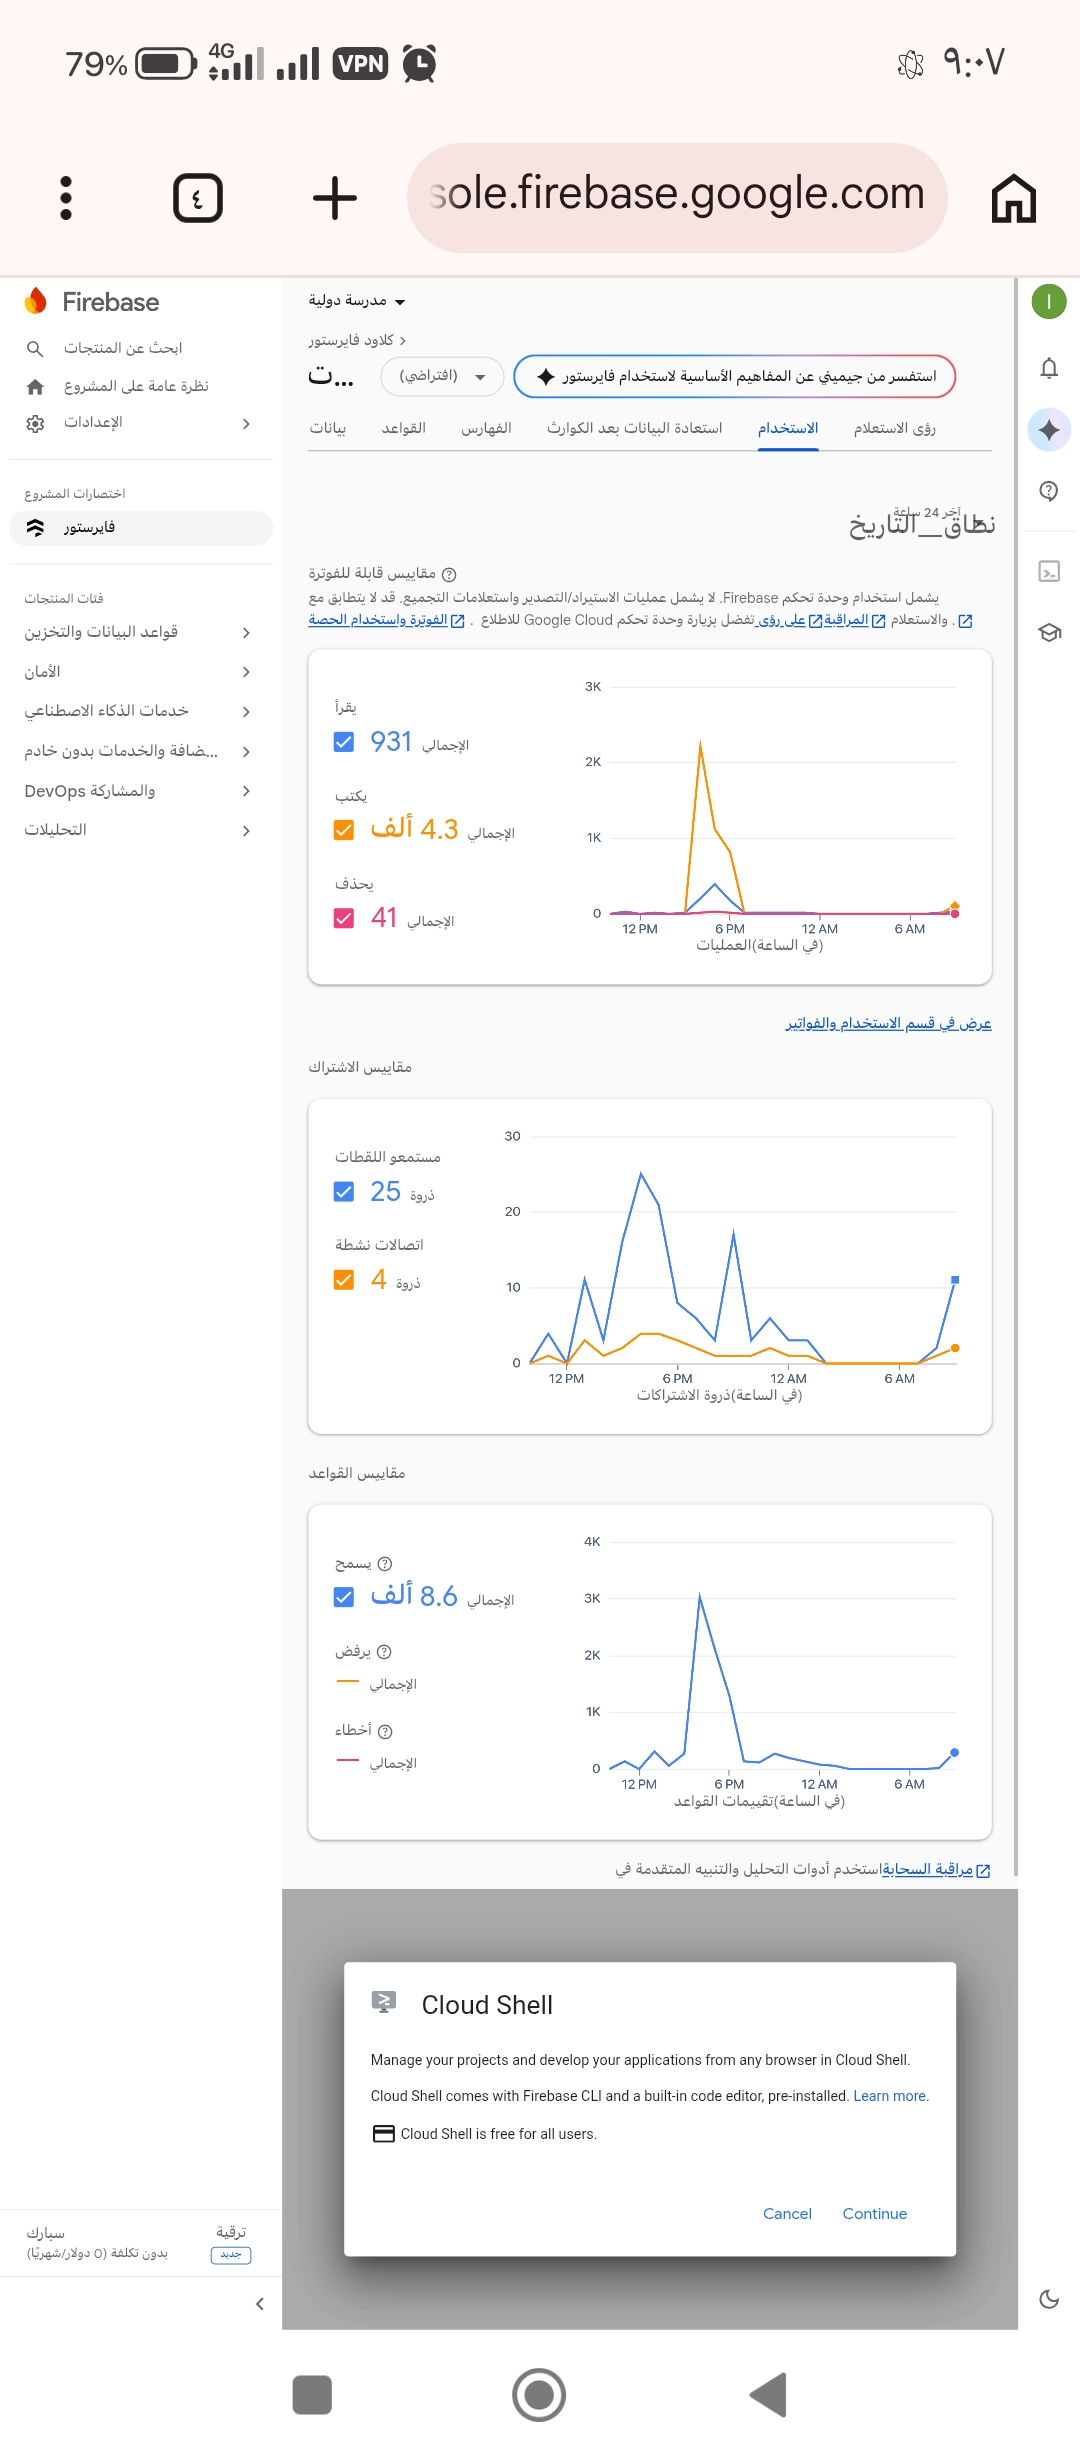 79% 4G VPN ٩:٠٧
٤ sole.firebase.google.com
Firebase
ابحث عن المنتجات
نظرة عامة على المشروع
الإعدادات
اختصارات المشروع
فايرستور
فئات المنتجات
قواعد البيانات والتخزين
الأمان
خدمات الذكاء الاصطناعي
...ضافة والخدمات بدون خادم
DevOps والمشاركة
التحليلات
سبارك
بدون تكلفة (0 دولار/شهريًا)
ترقية
جديد
مدرسة دولية
كلاود فايرستور
...ت
(افتراضي)
استفسر من جيميني عن المفاهيم الأساسية لاستخدام فايرستور
بيانات القواعد الفهارس استعادة البيانات بعد الكوارث الاستخدام رؤى الاستعلام
آخر 24 ساعة
نطاق__التاريخ
مقاييس قابلة للفوترة
يشمل استخدام وحدة تحكم Firebase. لا يشمل عمليات الاستيراد/التصدير واستعلامات التجميع. قد لا يتطابق مع
الفوترة واستخدام الحصة . تفضل بزيارة وحدة تحكم Google Cloud للاطلاع على رؤى المراقبة والاستعلام .
يقرأ
931 الإجمالي
يكتب
4.3 ألف الإجمالي
يحذف
41 الإجمالي
3K
2K
1K
0
12 PM 6 PM 12 AM 6 AM
(في الساعة)العمليات
عرض في قسم الاستخدام والفواتير
مقاييس الاشتراك
مستمعو اللقطات
25 ذروة
اتصالات نشطة
4 ذروة
30
20
10
0
12 PM 6 PM 12 AM 6 AM
(في الساعة)ذروة الاشتراكات
مقاييس القواعد
يسمح
8.6 ألف الإجمالي
يرفض
الإجمالي
أخطاء
الإجمالي
4K
3K
2K
1K
0
12 PM 6 PM 12 AM 6 AM
(في الساعة)تقييمات القواعد
استخدم أدوات التحليل والتنبيه المتقدمة في مراقبة السحابة
Cloud Shell
Manage your projects and develop your applications from any browser in Cloud Shell.
Cloud Shell comes with Firebase CLI and a built-in code editor, pre-installed. Learn more.
Cloud Shell is free for all users.
Cancel Continue